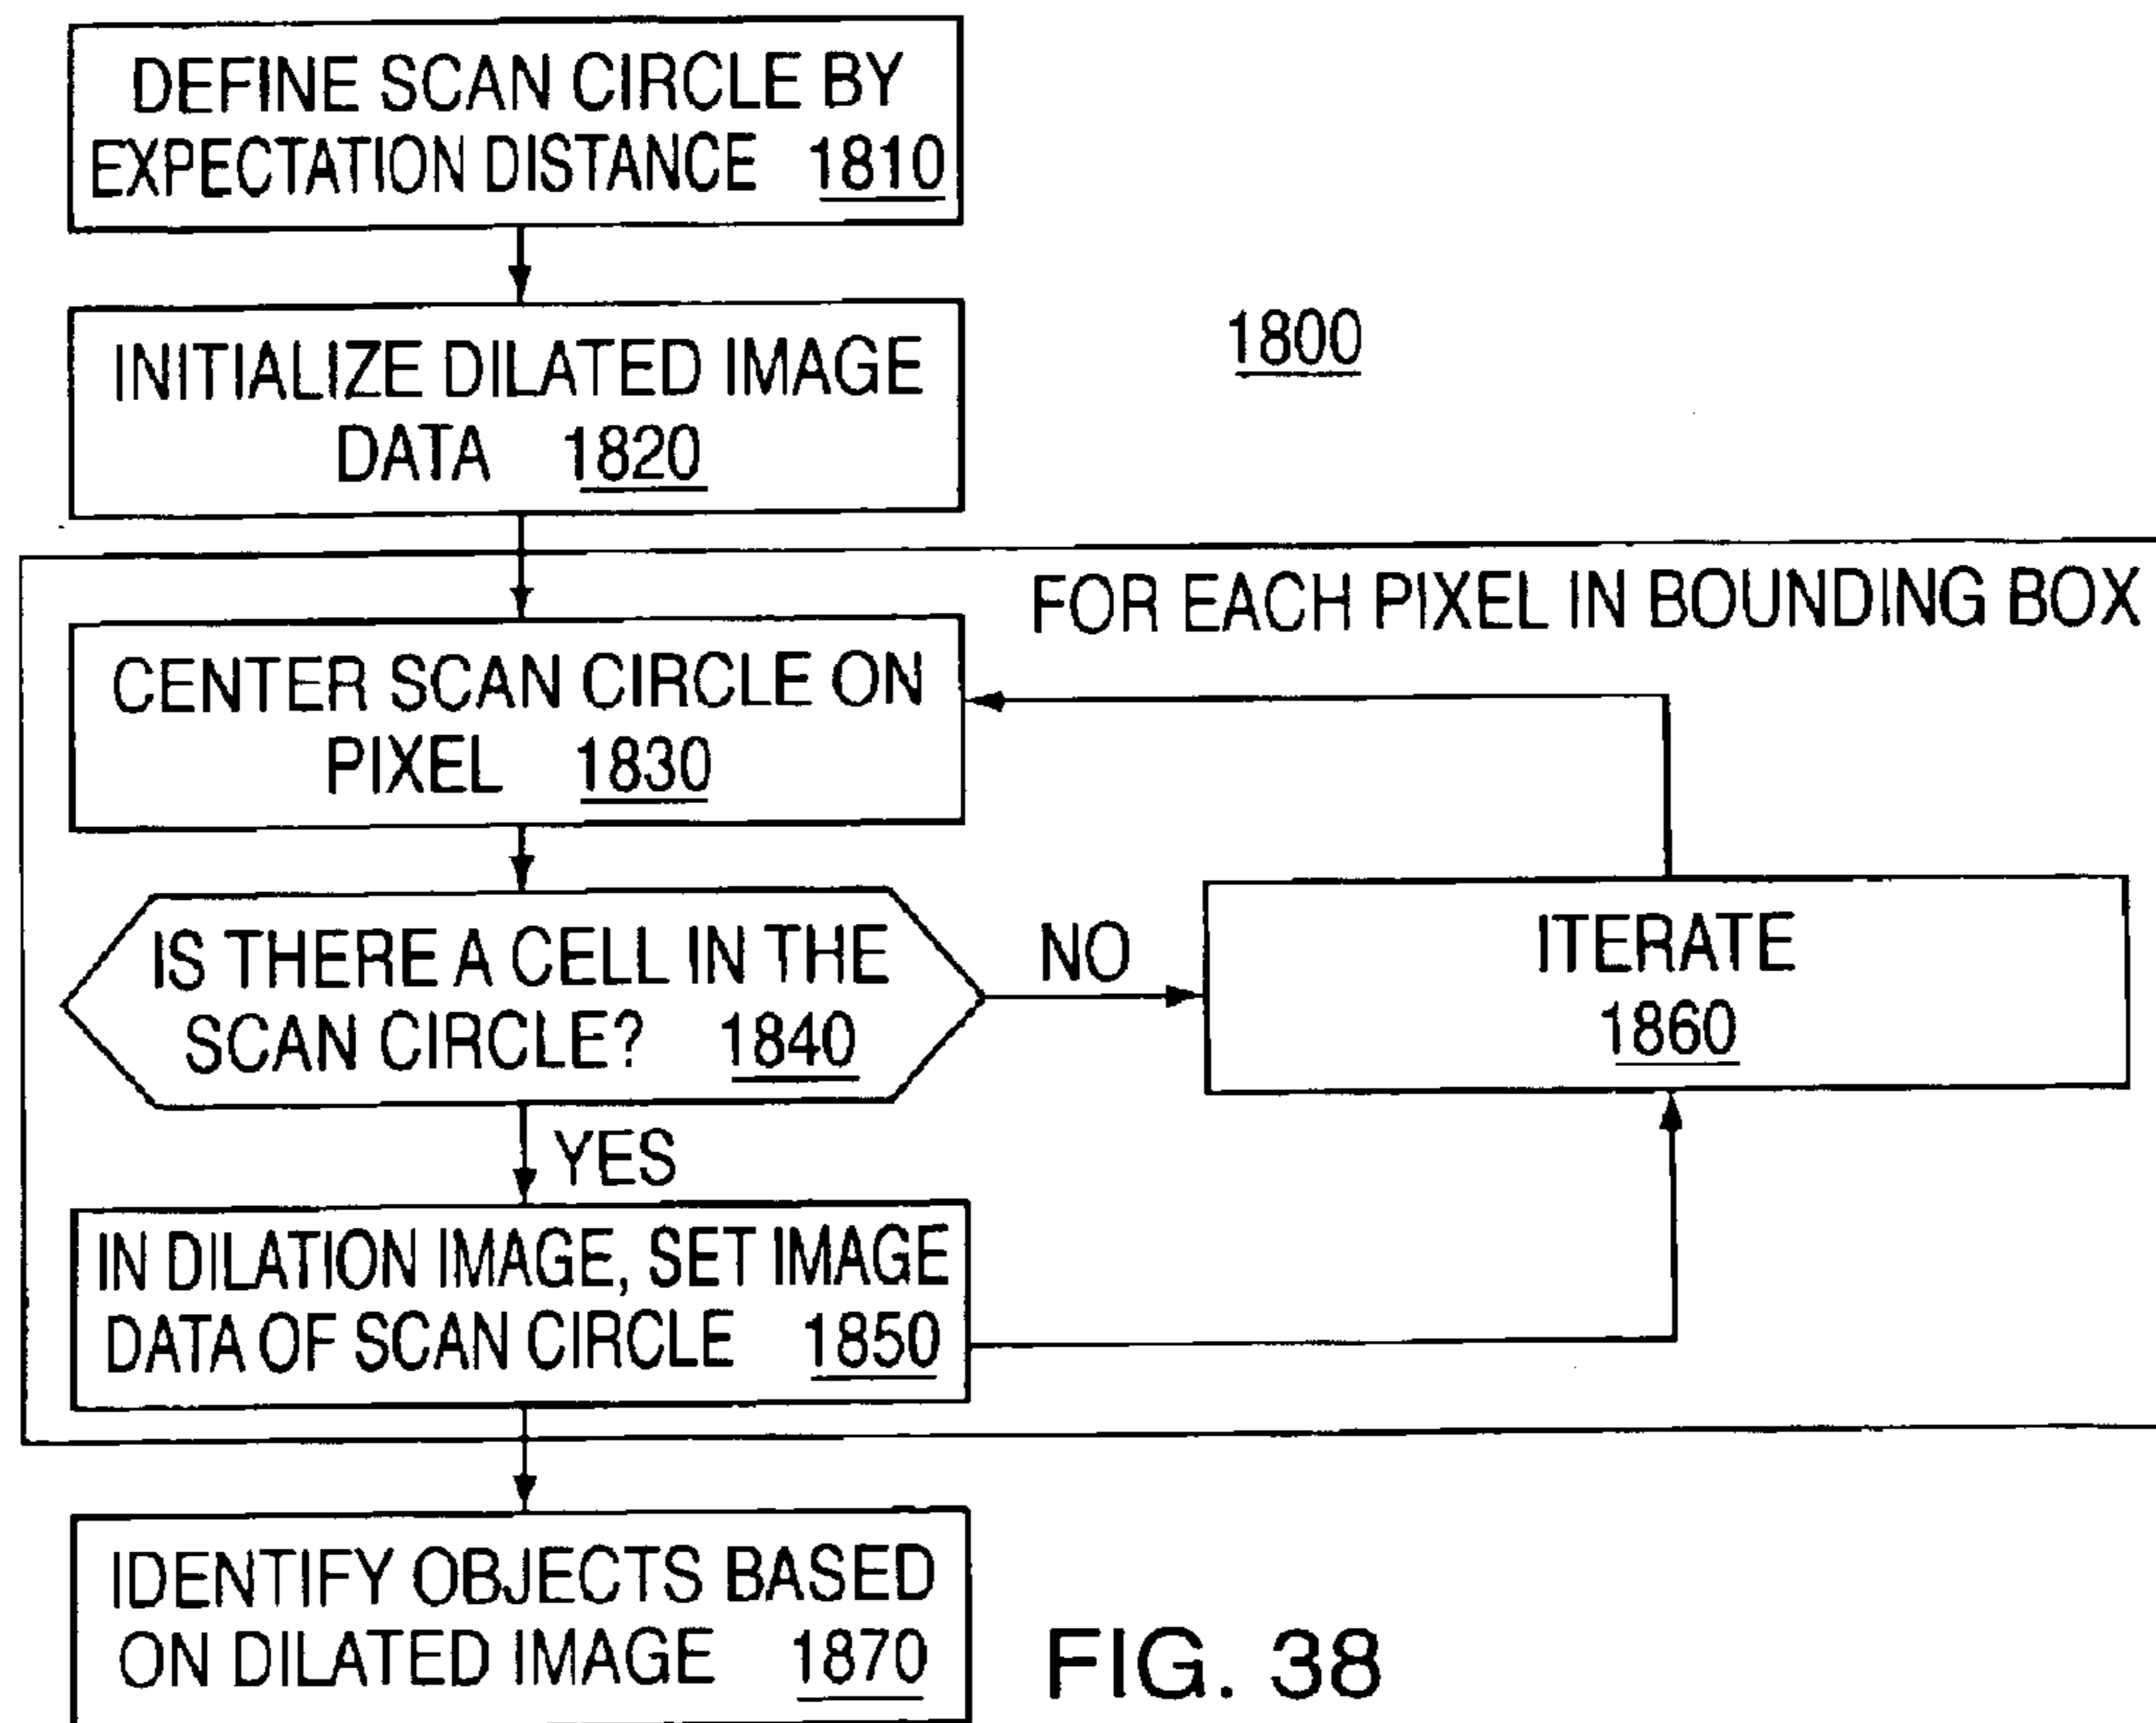 DEFINE SCAN CIRCLE BY
EXPECTATION DISTANCE 1810
INITIALIZE DILATED IMAGE
DATA 1820
1800
FOR EACH PIXEL IN BOUNDING BOX
CENTER SCAN CIRCLE ON
PIXEL 1830
IS THERE A CELL IN THE
SCAN CIRCLE? 1840
NO
ITERATE
1860
YES
IN DILATION IMAGE, SET IMAGE
DATA OF SCAN CIRCLE 1850
IDENTIFY OBJECTS BASED
ON DILATED IMAGE 1870
FIG. 38